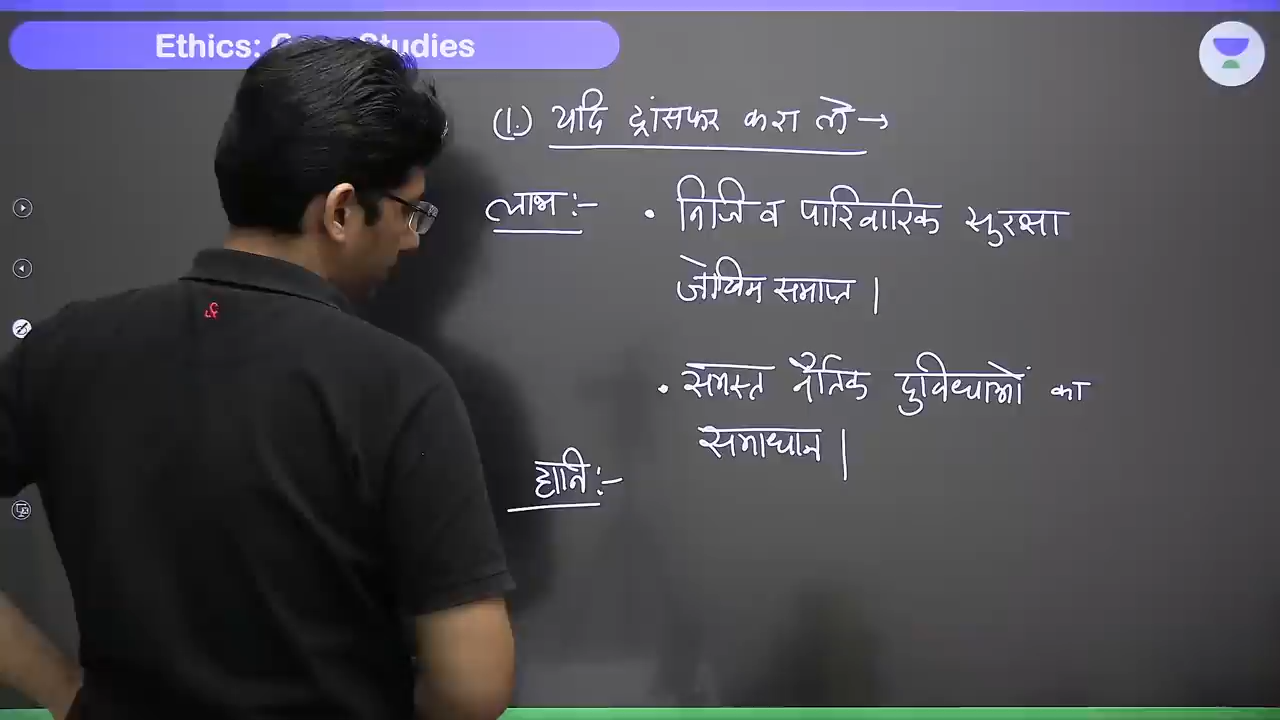 Ethics: Studies
(1.) यदि ट्रांसफर करा ले →
लाभ :- • निजि व पारिवारिक सुरक्षा
जोखिम समाप्त |
• समस्त नैतिक दुविधाओं का
समाधान |
हानि :-